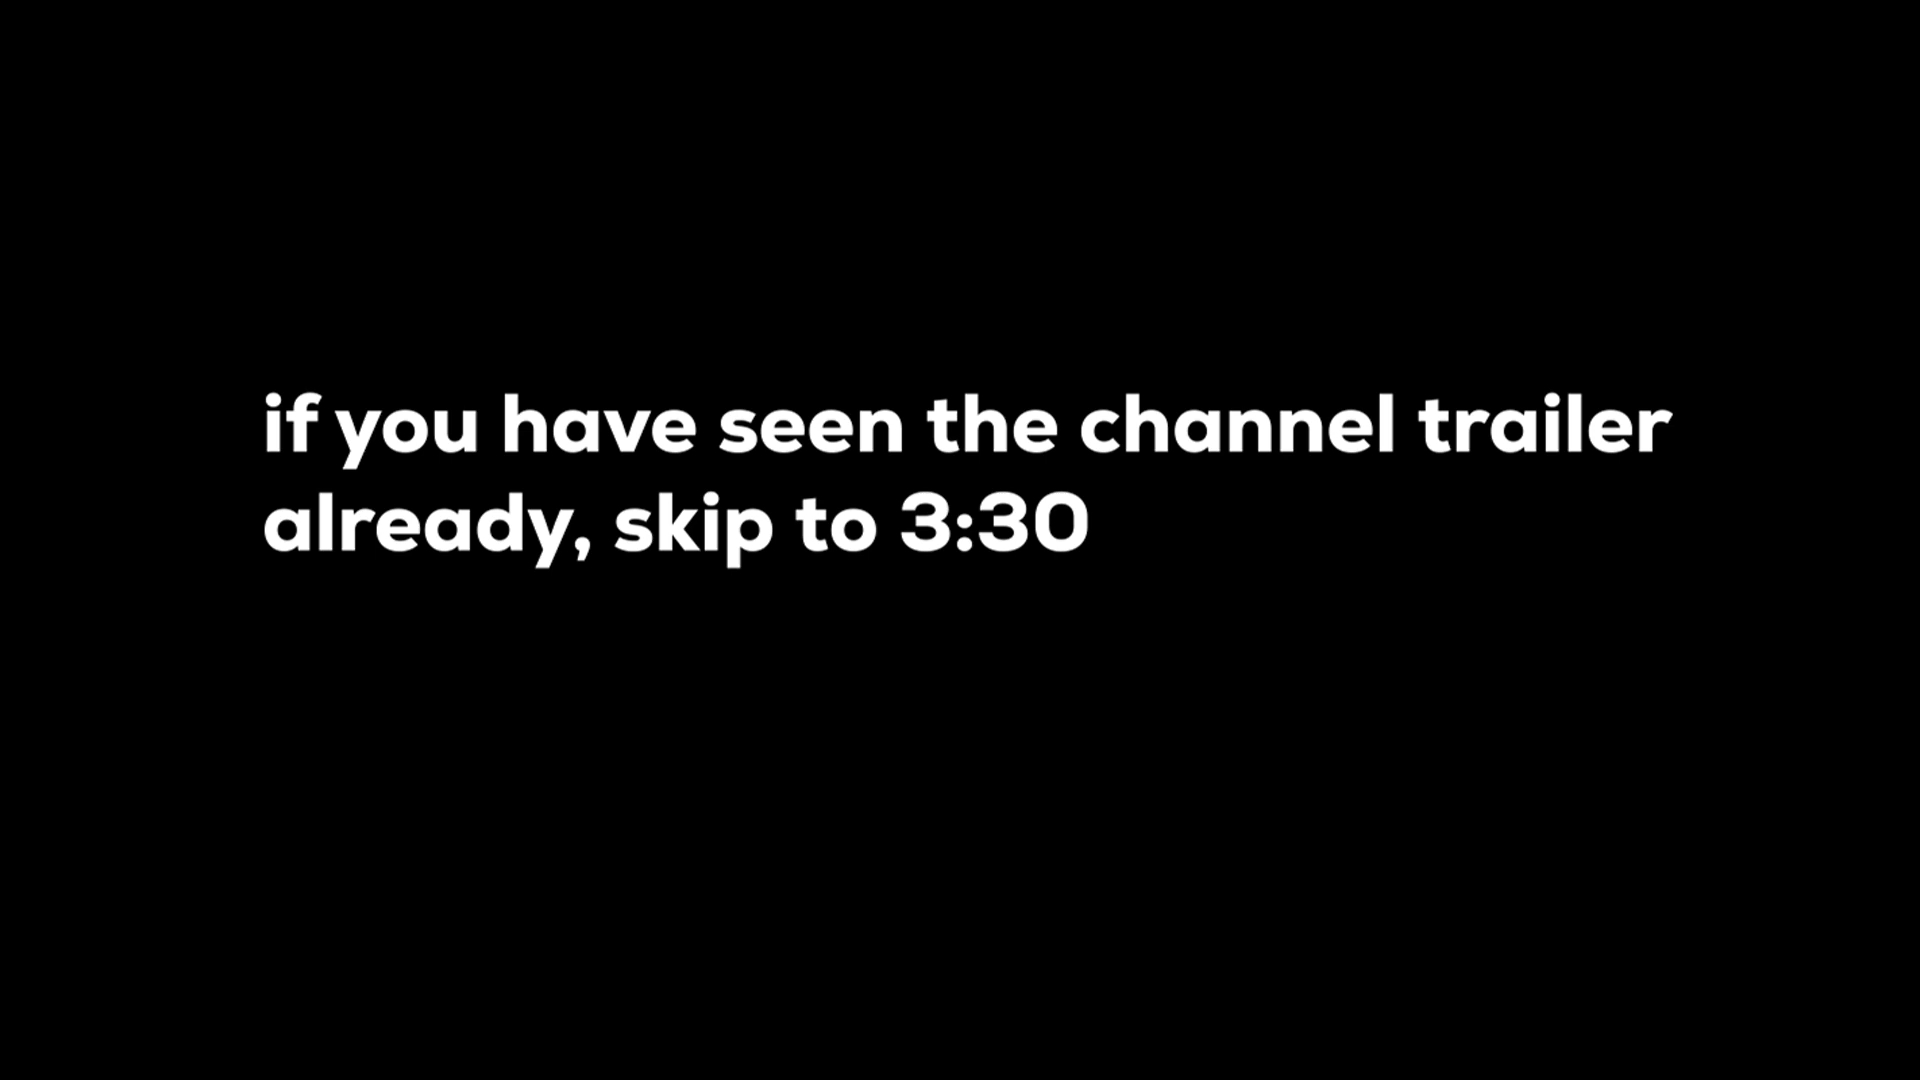 if you have seen the channel trailer
already, skip to 3:30